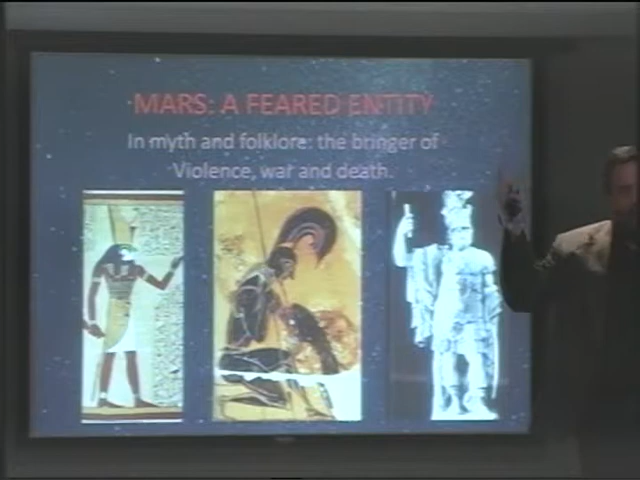 MARS: A FEARED ENTITY
In myth and folklore: the bringer of
Violence, war and death.